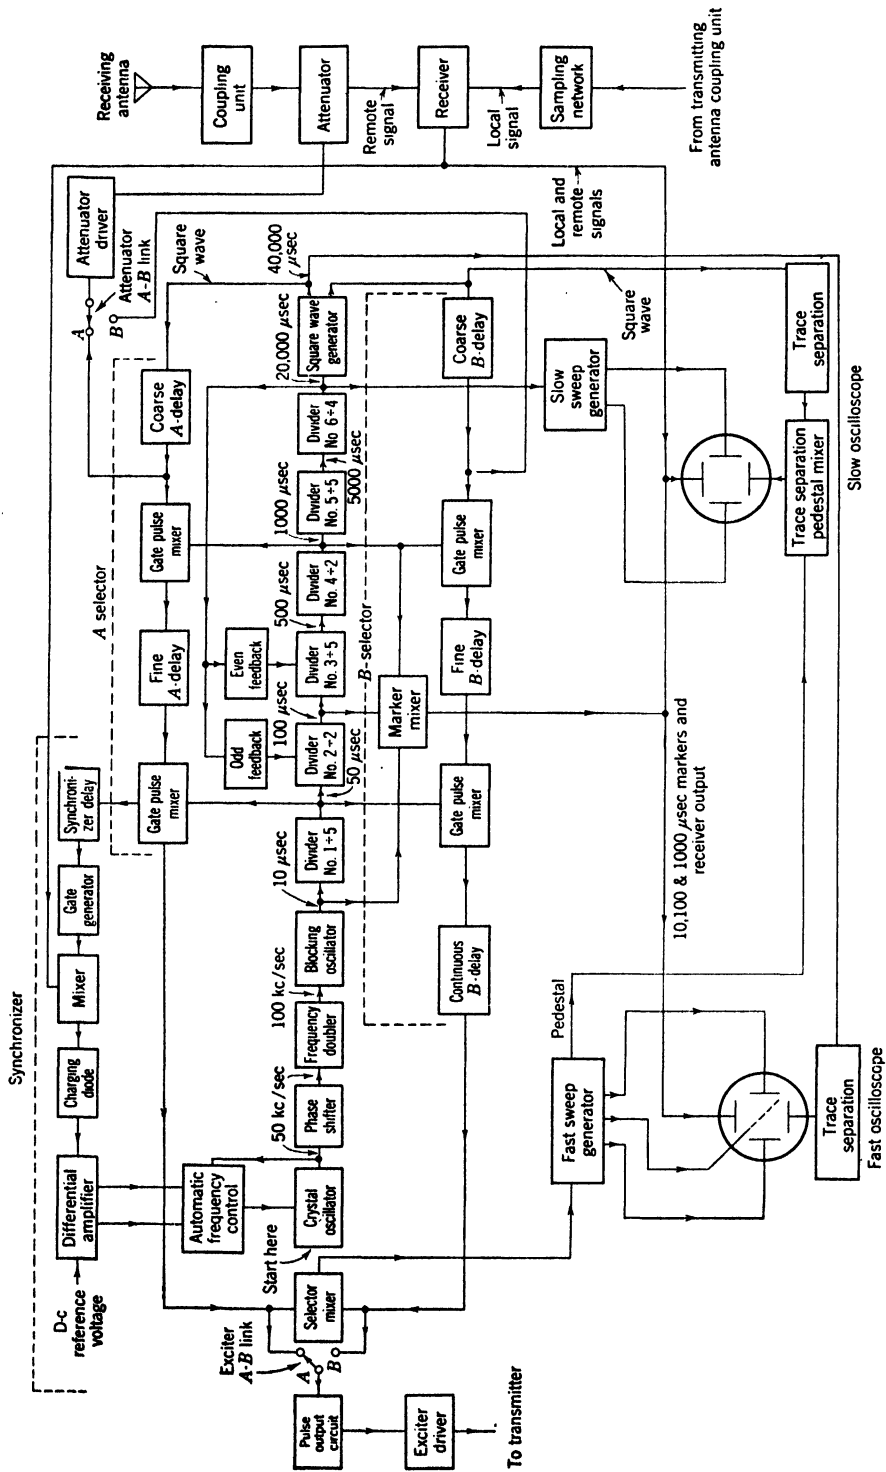 Synchronizer
D-c
reference
voltage
Differential
amplifier
Charging
diode
Mixer
Gate
generator
Synchroni-
zer delay
Attenuator
driver
Attenuator
A-B link
A
B
Receiving
antenna
Coupling
unit
Attenuator
Remote
signal
Receiver
Local
signal
Sampling
network
From transmitting
antenna coupling unit
A selector
Gate pulse
mixer
Fine
A-delay
Gate pulse
mixer
Coarse
A-delay
Square
wave
Automatic
frequency
control
Odd
feedback
Even
feedback
Exciter
A-B link
A
B
Start here
50 kc/sec
100 kc/sec
10 μsec
50 μsec
100 μsec
500 μsec
1000 μsec
5000 μsec
20,000 μsec
40,000
μsec
Pulse
output
circuit
Selector
mixer
Crystal
oscillator
Phase
shifter
Frequency
doubler
Blocking
oscillator
Divider
No. 1÷5
Divider
No. 2÷2
Divider
No. 3÷5
Divider
No. 4÷2
Divider
No. 5÷5
Divider
No. 6÷4
Square wave
generator
Exciter
driver
To transmitter
B-selector
Marker
mixer
Continuous
B-delay
Gate pulse
mixer
Fine
B-delay
Gate pulse
mixer
Coarse
B-delay
Local and
remote
signals
Square
wave
Slow
sweep
generator
Fast sweep
generator
Pedestal
10,100 & 1000 μsec markers and
receiver output
Trace separation
pedestal mixer
Trace
separation
Slow oscilloscope
Trace
separation
Fast oscilloscope